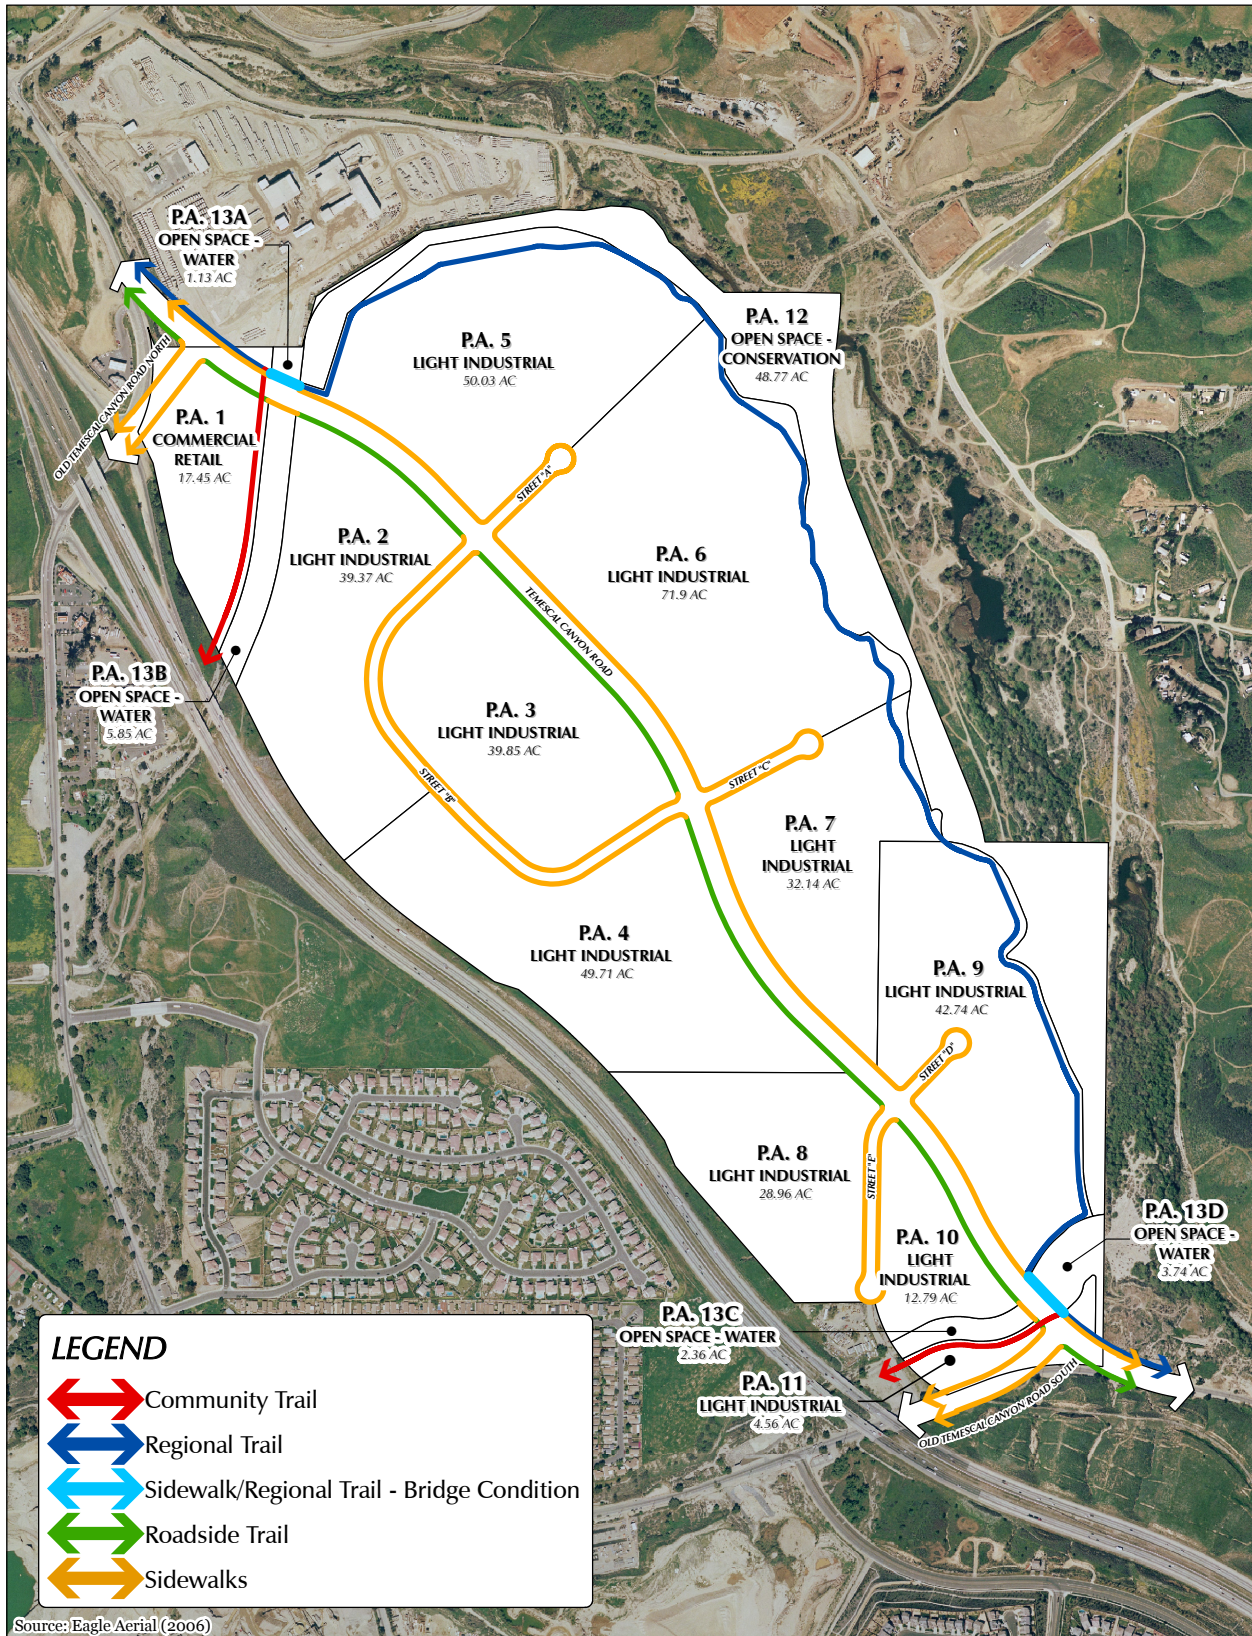 P.A. 13A
OPEN SPACE -
WATER
1.13 AC
OLD TEMESCAL CANYON ROAD NORTH
P.A. 1
COMMERCIAL
RETAIL
17.45 AC
P.A. 5
LIGHT INDUSTRIAL
50.03 AC
P.A. 12
OPEN SPACE -
CONSERVATION
48.77 AC
STREET "A"
P.A. 2
LIGHT INDUSTRIAL
39.37 AC
P.A. 6
LIGHT INDUSTRIAL
71.9 AC
TEMESCAL CANYON ROAD
P.A. 13B
OPEN SPACE -
WATER
5.85 AC
P.A. 3
LIGHT INDUSTRIAL
39.85 AC
STREET "B"
STREET "C"
P.A. 7
LIGHT
INDUSTRIAL
32.14 AC
P.A. 4
LIGHT INDUSTRIAL
49.71 AC
P.A. 9
LIGHT INDUSTRIAL
42.74 AC
STREET "D"
P.A. 8
LIGHT INDUSTRIAL
28.96 AC
STREET "E"
P.A. 10
LIGHT
INDUSTRIAL
12.79 AC
P.A. 13D
OPEN SPACE -
WATER
3.74 AC
P.A. 13C
OPEN SPACE - WATER
2.36 AC
P.A. 11
LIGHT INDUSTRIAL
4.56 AC
OLD TEMESCAL CANYON ROAD SOUTH
LEGEND
Community Trail
Regional Trail
Sidewalk/Regional Trail - Bridge Condition
Roadside Trail
Sidewalks
Source: Eagle Aerial (2006)